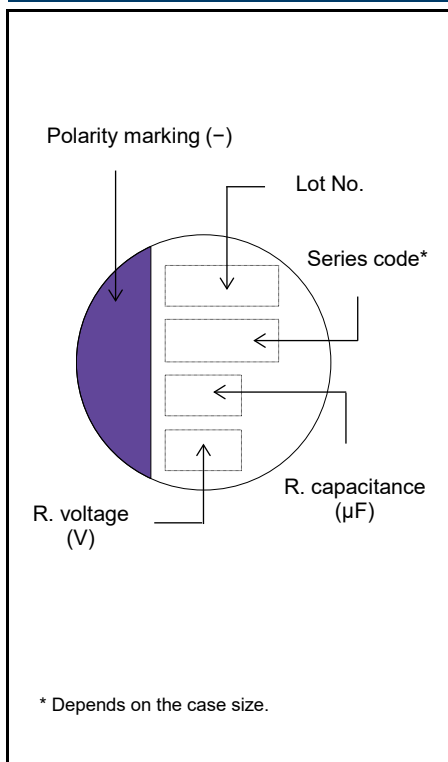 Polarity marking (−)
Lot No.
Series code*
R. capacitance
(µF)
R. voltage
(V)
* Depends on the case size.